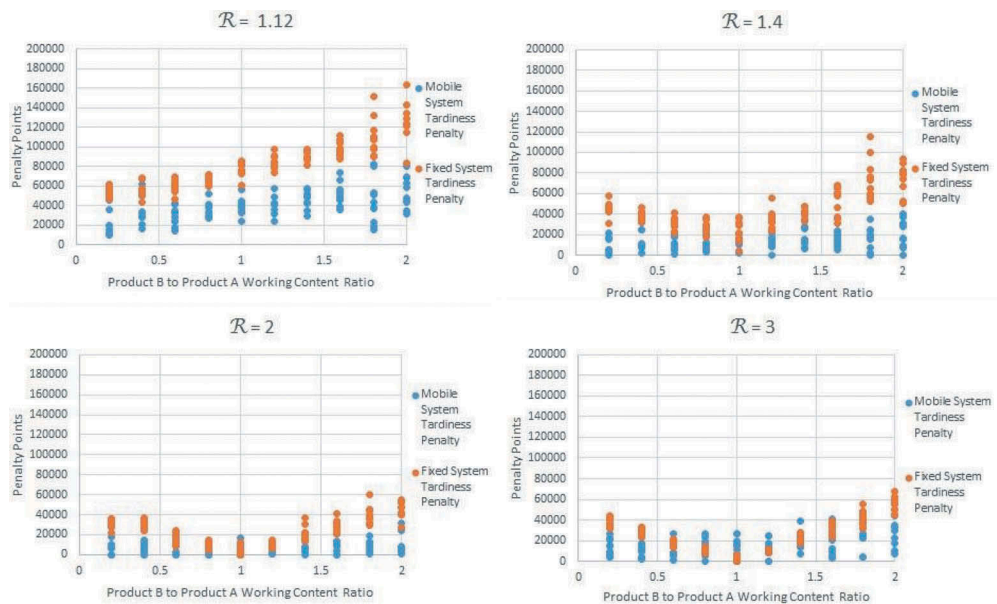 ℛ = 1.12
200000
180000
160000
140000
120000
100000
80000
60000
40000
20000
0
Penalty Points
0
0.5
1
1.5
2
Product B to Product A Working Content Ratio
Mobile
System
Tardiness
Penalty
Fixed System
Tardiness
Penalty
ℛ = 1.4
200000
180000
160000
140000
120000
100000
80000
60000
40000
20000
0
Penalty Points
0
0.5
1
1.5
2
Product B to Product A Working Content Ratio
Mobile
System
Tardiness
Penalty
Fixed System
Tardiness
Penalty
ℛ = 2
200000
180000
160000
140000
120000
100000
80000
60000
40000
20000
0
Penalty Points
0
0.5
1
1.5
2
Product B to Product A Working Content Ratio
Mobile
System
Tardiness
Penalty
Fixed System
Tardiness
Penalty
ℛ = 3
200000
180000
160000
140000
120000
100000
80000
60000
40000
20000
0
Penalty Points
0
0.5
1
1.5
2
Product B to Product A Working Content Ratio
Mobile System
Tardiness
Penalty
Fixed System
Tardiness
Penalty